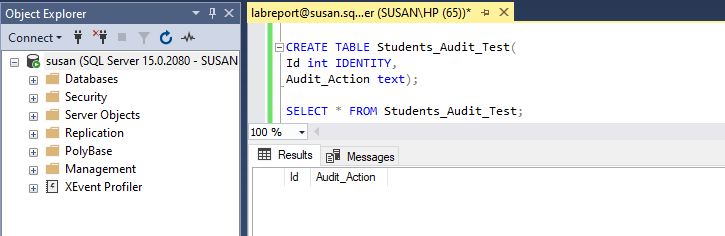 Object Explorer
Connect
susan (SQL Server 15.0.2080 - SUSAN
Databases
Security
Server Objects
Replication
PolyBase
Management
XEvent Profiler
labreport@susan.sq...er (SUSAN\HP (65))*
CREATE TABLE Students_Audit_Test(
Id int IDENTITY,
Audit_Action text);
SELECT * FROM Students_Audit_Test;
100 %
Results Messages
Id Audit_Action